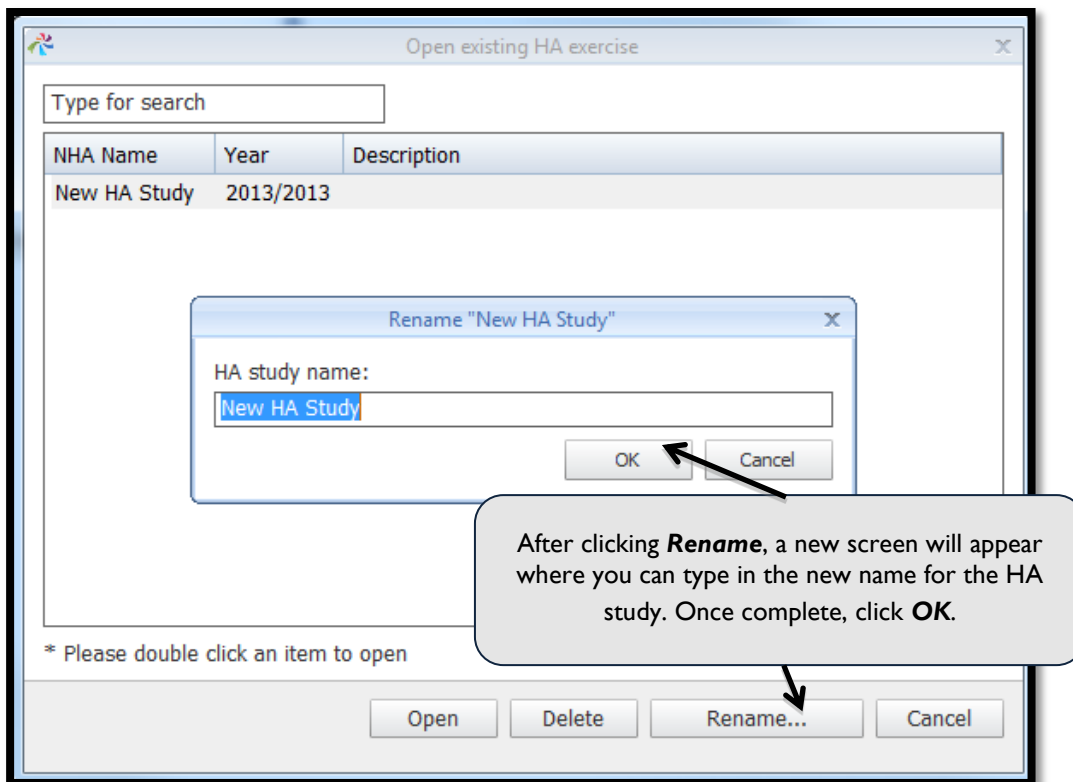 Open existing HA exercise
Type for search
NHA Name Year Description
New HA Study 2013/2013
Rename "New HA Study"
HA study name:
New HA Study
OK Cancel
After clicking Rename, a new screen will appear
where you can type in the new name for the HA
study. Once complete, click OK.
* Please double click an item to open
Open Delete Rename... Cancel